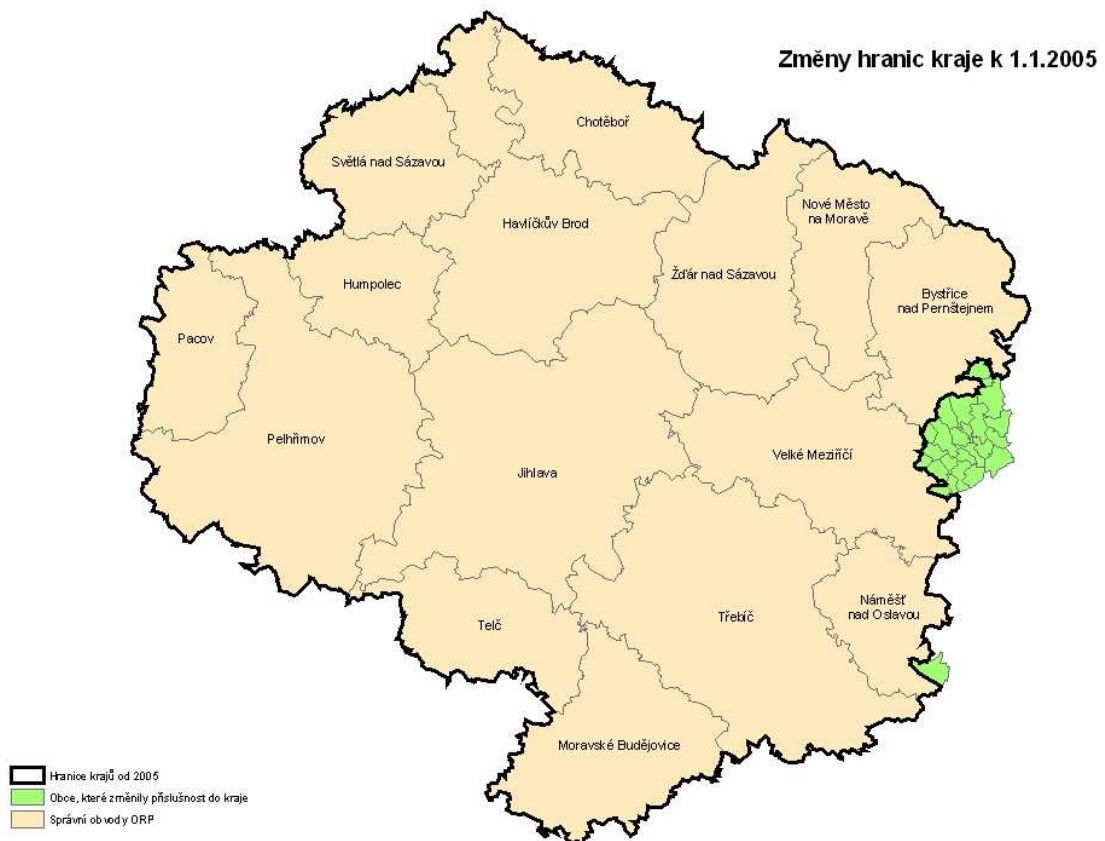 Změny hranic kraje k 1.1.2005
Chotěboř
Světlá nad Sázavou
Nové Město
na Moravě
Havlíčkův Brod
Žďár nad Sázavou
Humpolec
Bystřice
nad Pernštejnem
Pacov
Pelhřimov
Velké Meziříčí
Jihlava
Náměšť
nad Oslavou
Třebíč
Telč
Moravské Budějovice
Hranice krajů od 2005
Obce, které změnily příslušnost do kraje
Správní obvody ORP